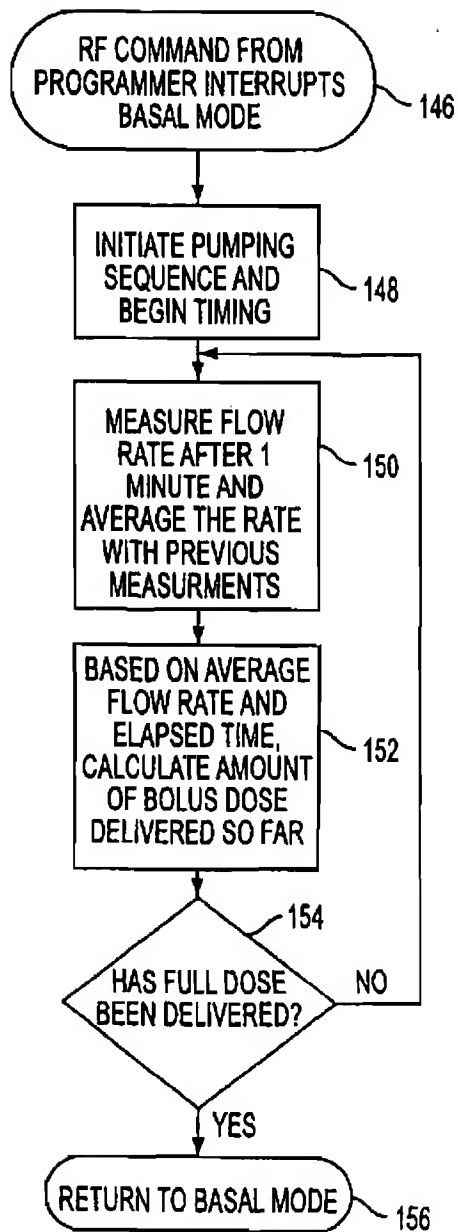 RF COMMAND FROM
PROGRAMMER INTERRUPTS
BASAL MODE
146
INITIATE PUMPING
SEQUENCE AND
BEGIN TIMING
148
MEASURE FLOW
RATE AFTER 1
MINUTE AND
AVERAGE THE RATE
WITH PREVIOUS
MEASURMENTS
150
BASED ON AVERAGE
FLOW RATE AND
ELAPSED TIME,
CALCULATE AMOUNT
OF BOLUS DOSE
DELIVERED SO FAR
152
154
HAS FULL DOSE
BEEN DELIVERED?
NO
YES
RETURN TO BASAL MODE
156